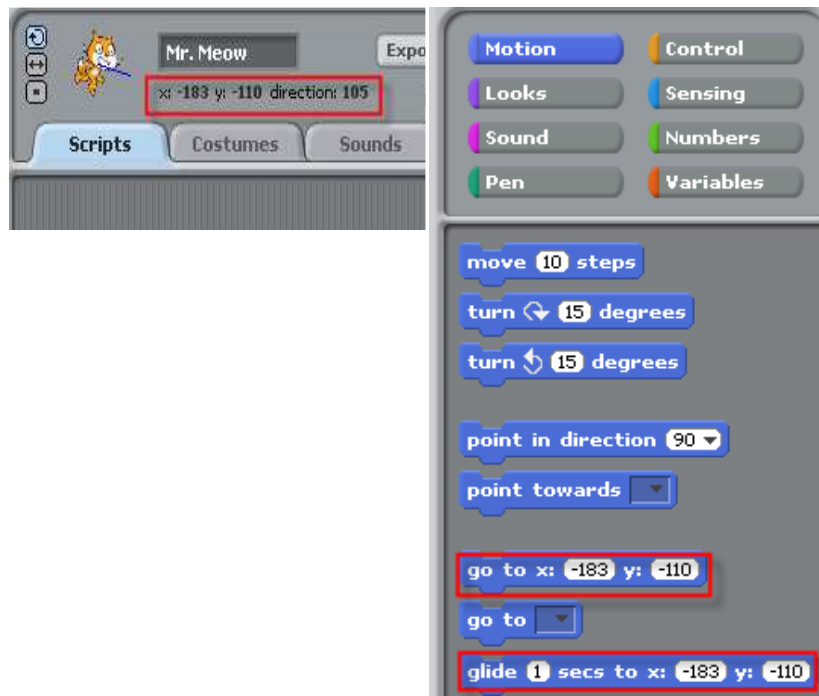 Mr. Meow
Expo
x: -183 y: -110 direction: 105
Scripts Costumes Sounds
Motion Control
Looks Sensing
Sound Numbers
Pen Variables
move 10 steps
turn 15 degrees
turn 15 degrees
point in direction 90
point towards
go to x: -183 y: -110
go to
glide 1 secs to x: -183 y: -110